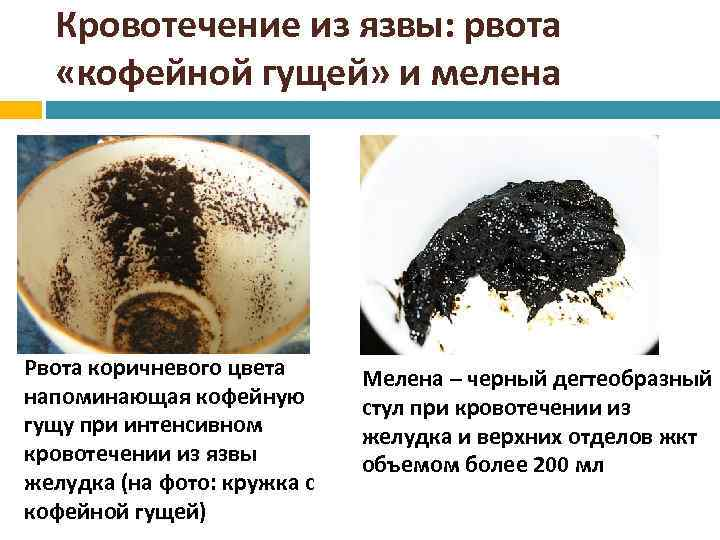 Кровотечение из язвы: рвота
«кофейной гущей» и мелена
Рвота коричневого цвета
напоминающая кофейную
гущу при интенсивном
кровотечении из язвы
желудка (на фото: кружка с
кофейной гущей)
Мелена – черный дегтеобразный
стул при кровотечении из
желудка и верхних отделов жкт
объемом более 200 мл